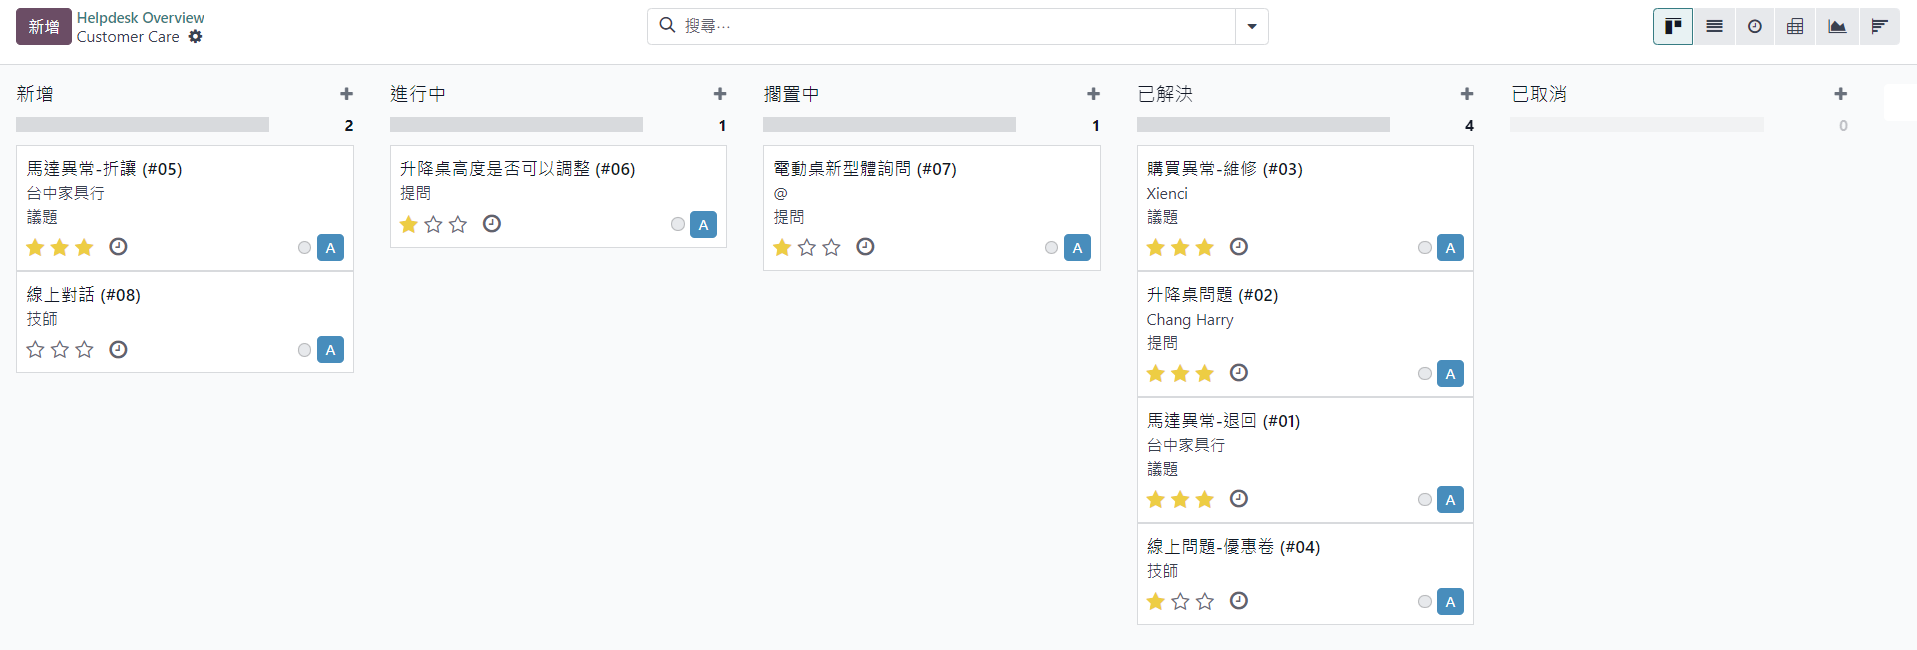 新增
Helpdesk Overview
Customer Care
搜尋...
新增
2
馬達異常-折讓 (#05)
台中家具行
議題
A
線上對話 (#08)
技師
A
進行中
1
升降桌高度是否可以調整 (#06)
提問
A
擱置中
1
電動桌新型體詢問 (#07)
@
提問
A
已解決
4
購買異常-維修 (#03)
Xienci
議題
A
升降桌問題 (#02)
Chang Harry
提問
A
馬達異常-退回 (#01)
台中家具行
議題
A
線上問題-優惠卷 (#04)
技師
A
已取消
0